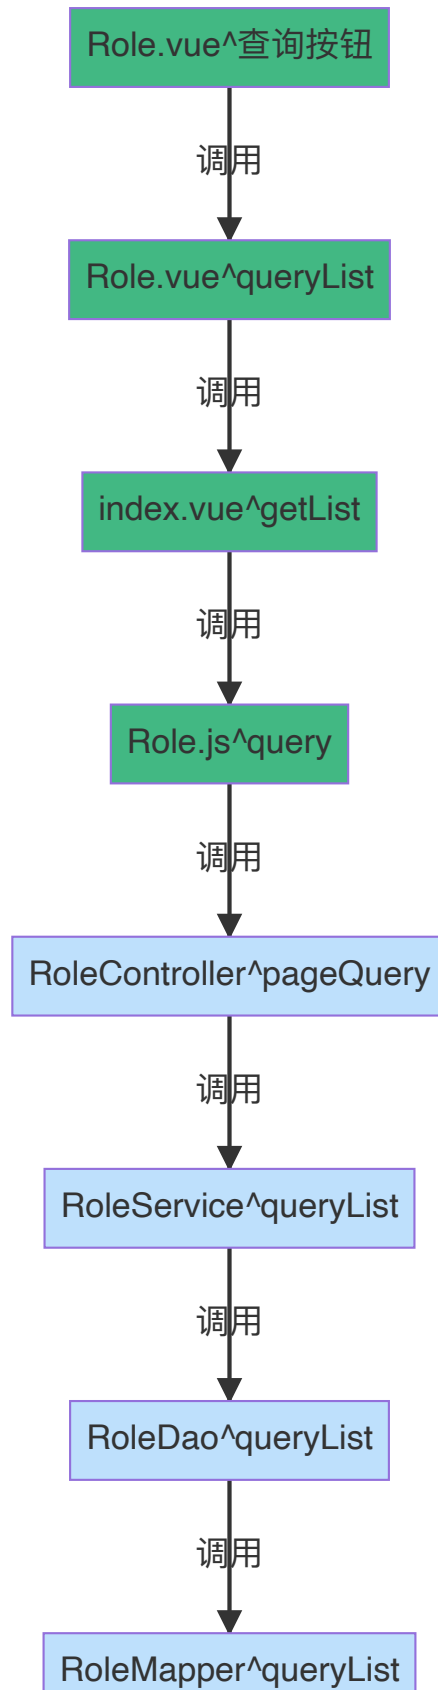 Role.vue^查询按钮
调用
Role.vue^queryList
调用
index.vue^getList
调用
Role.js^query
调用
RoleController^pageQuery
调用
RoleService^queryList
调用
RoleDao^queryList
调用
RoleMapper^queryList